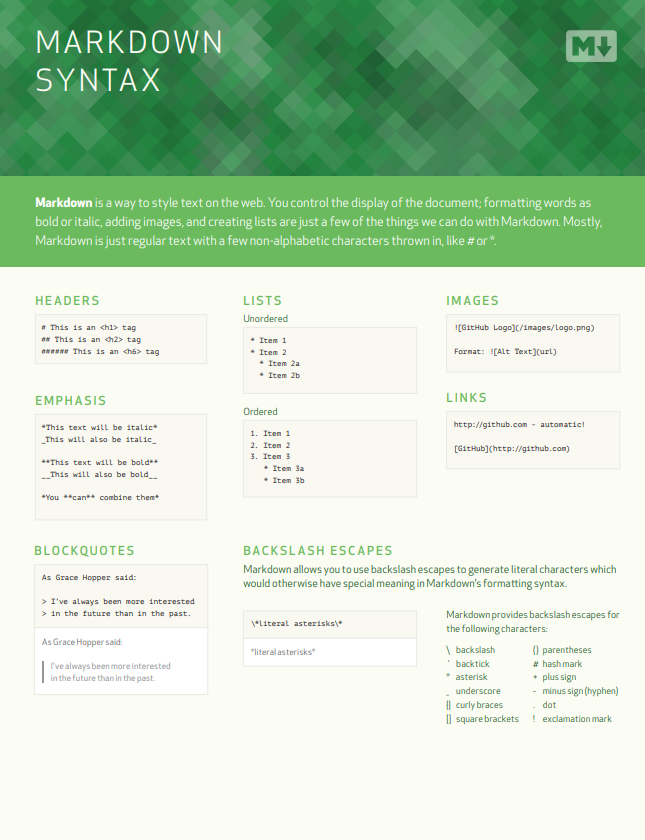 MARKDOWN
SYNTAX
M
Markdown is a way to style text on the web. You control the display of the document; formatting words as
bold or italic, adding images, and creating lists are just a few of the things we can do with Markdown. Mostly,
Markdown is just regular text with a few non-alphabetic characters thrown in, like # or *.
HEADERS
# This is an <h1> tag
## This is an <h2> tag
###### This is an <h6> tag
EMPHASIS
*This text will be italic*
_This will also be italic_
**This text will be bold**
__This will also be bold__
*You **can** combine them*
LISTS
Unordered
* Item 1
* Item 2
  * Item 2a
  * Item 2b
Ordered
1. Item 1
2. Item 2
3. Item 3
   * Item 3a
   * Item 3b
IMAGES
![GitHub Logo](/images/logo.png)
Format: ![Alt Text](url)
LINKS
http://github.com - automatic!
[GitHub](http://github.com)
BLOCKQUOTES
As Grace Hopper said:
> I've always been more interested
> in the future than in the past.
As Grace Hopper said:
I've always been more interested
in the future than in the past.
BACKSLASH ESCAPES
Markdown allows you to use backslash escapes to generate literal characters which
would otherwise have special meaning in Markdown's formatting syntax.
\*literal asterisks\*
*literal asterisks*
Markdown provides backslash escapes for
the following characters:
\ backslash
` backtick
* asterisk
_ underscore
{} curly braces
[] square brackets
() parentheses
# hash mark
+ plus sign
- minus sign (hyphen)
. dot
! exclamation mark